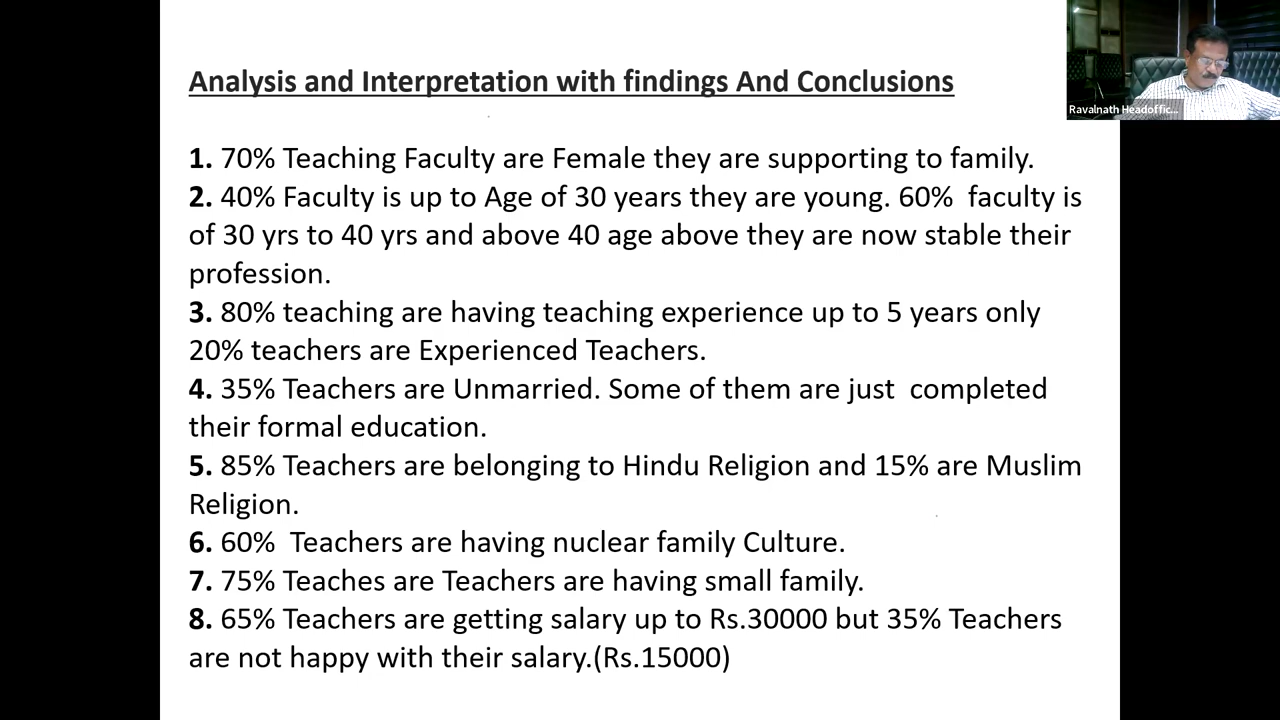 Analysis and Interpretation with findings And Conclusions
Ravalnath Headoffic...
1. 70% Teaching Faculty are Female they are supporting to family.
2. 40% Faculty is up to Age of 30 years they are young. 60%  faculty is
of 30 yrs to 40 yrs and above 40 age above they are now stable their
profession.
3. 80% teaching are having teaching experience up to 5 years only
20% teachers are Experienced Teachers.
4. 35% Teachers are Unmarried. Some of them are just  completed
their formal education.
5. 85% Teachers are belonging to Hindu Religion and 15% are Muslim
Religion.
6. 60%  Teachers are having nuclear family Culture.
7. 75% Teaches are Teachers are having small family.
8. 65% Teachers are getting salary up to Rs.30000 but 35% Teachers
are not happy with their salary.(Rs.15000)